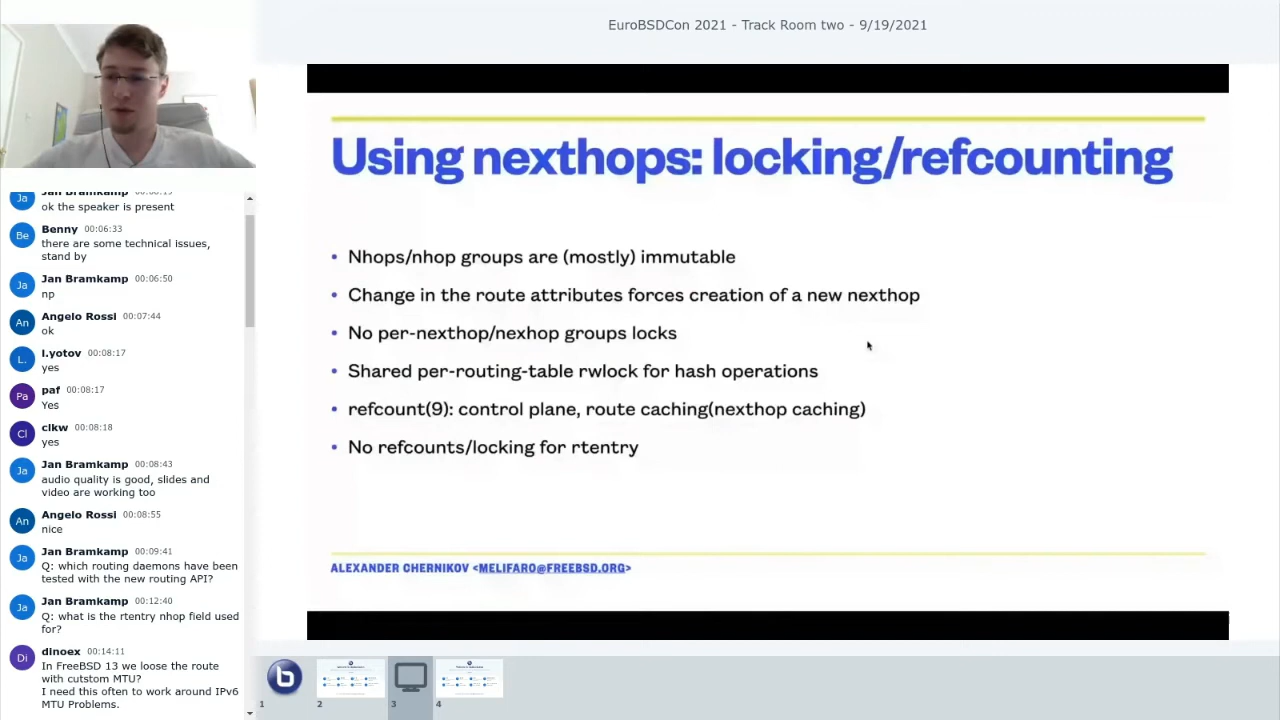 EuroBSDCon 2021 - Track Room two - 9/19/2021
Jan Bramkamp
ok the speaker is present
Benny 00:06:33
there are some technical issues,
stand by
Jan Bramkamp 00:06:50
np
Angelo Rossi 00:07:44
ok
l.yotov 00:08:17
yes
paf 00:08:17
Yes
clkw 00:08:18
yes
Jan Bramkamp 00:08:43
audio quality is good, slides and
video are working too
Angelo Rossi 00:08:55
nice
Jan Bramkamp 00:09:41
Q: which routing daemons have been
tested with the new routing API?
Jan Bramkamp 00:12:40
Q: what is the rtentry nhop field used
for?
dinoex 00:14:11
In FreeBSD 13 we loose the route
with cutstom MTU?
I need this often to work around IPv6
MTU Problems.
Ja
Be
Ja
An
L.
Pa
Cl
Ja
An
Ja
Ja
Di
Using nexthops: locking/refcounting
• Nhops/nhop groups are (mostly) immutable
• Change in the route attributes forces creation of a new nexthop
• No per-nexthop/nexhop groups locks
• Shared per-routing-table rwlock for hash operations
• refcount(9): control plane, route caching(nexthop caching)
• No refcounts/locking for rtentry
ALEXANDER CHERNIKOV <MELIFARO@FREEBSD.ORG>
b
1
2
3
4